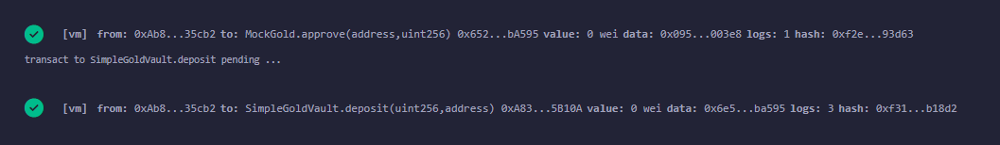 [vm] from: 0xAb8...35cb2 to: MockGold.approve(address,uint256) 0x652...bA595 value: 0 wei data: 0x095...003e8 logs: 1 hash: 0xf2e...93d63
transact to SimpleGoldVault.deposit pending ...
[vm] from: 0xAb8...35cb2 to: SimpleGoldVault.deposit(uint256,address) 0xA83...5B10A value: 0 wei data: 0x6e5...ba595 logs: 3 hash: 0xf31...b18d2